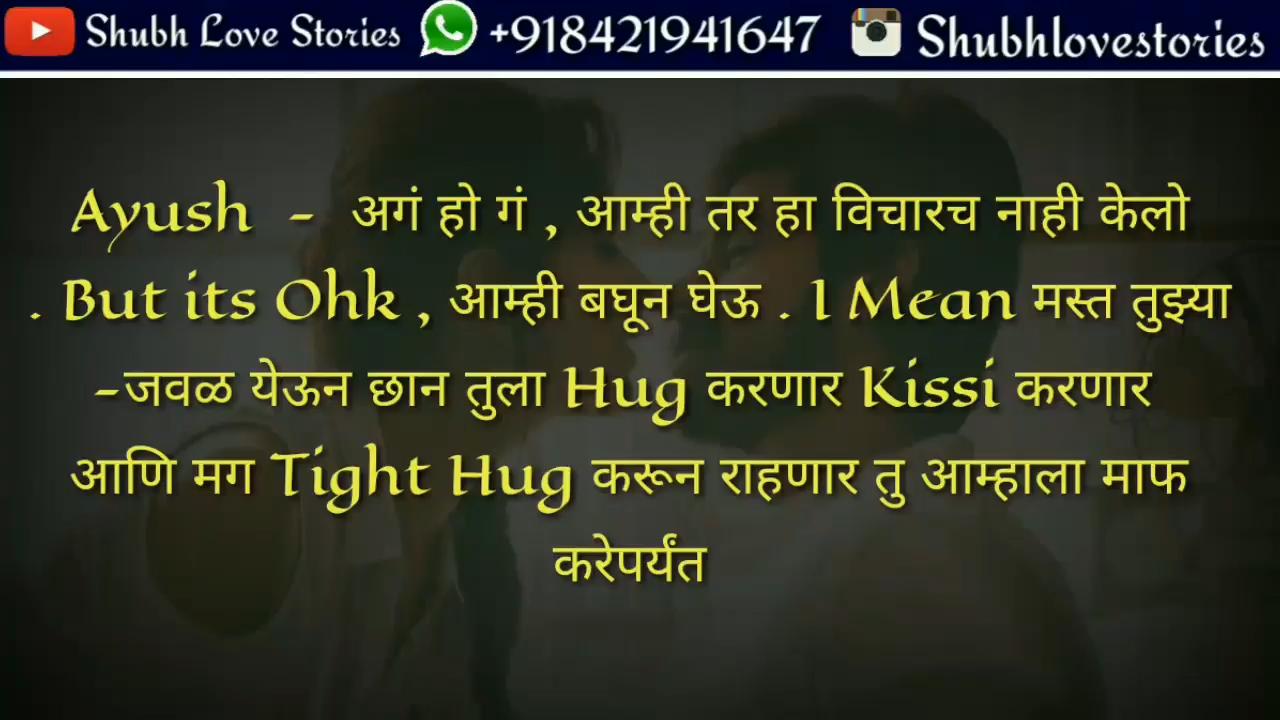 Shubh Love Stories +918421941647 Shubhlovestories
Ayush - अगं हो गं , आम्ही तर हा विचारच नाही केलो
. But its Ohk , आम्ही बघून घेऊ . I Mean मस्त तुझ्या
-जवळ येऊन छान तुला Hug करणार Kissi करणार
आणि मग Tight Hug करून राहणार तु आम्हाला माफ
करेपर्यंत